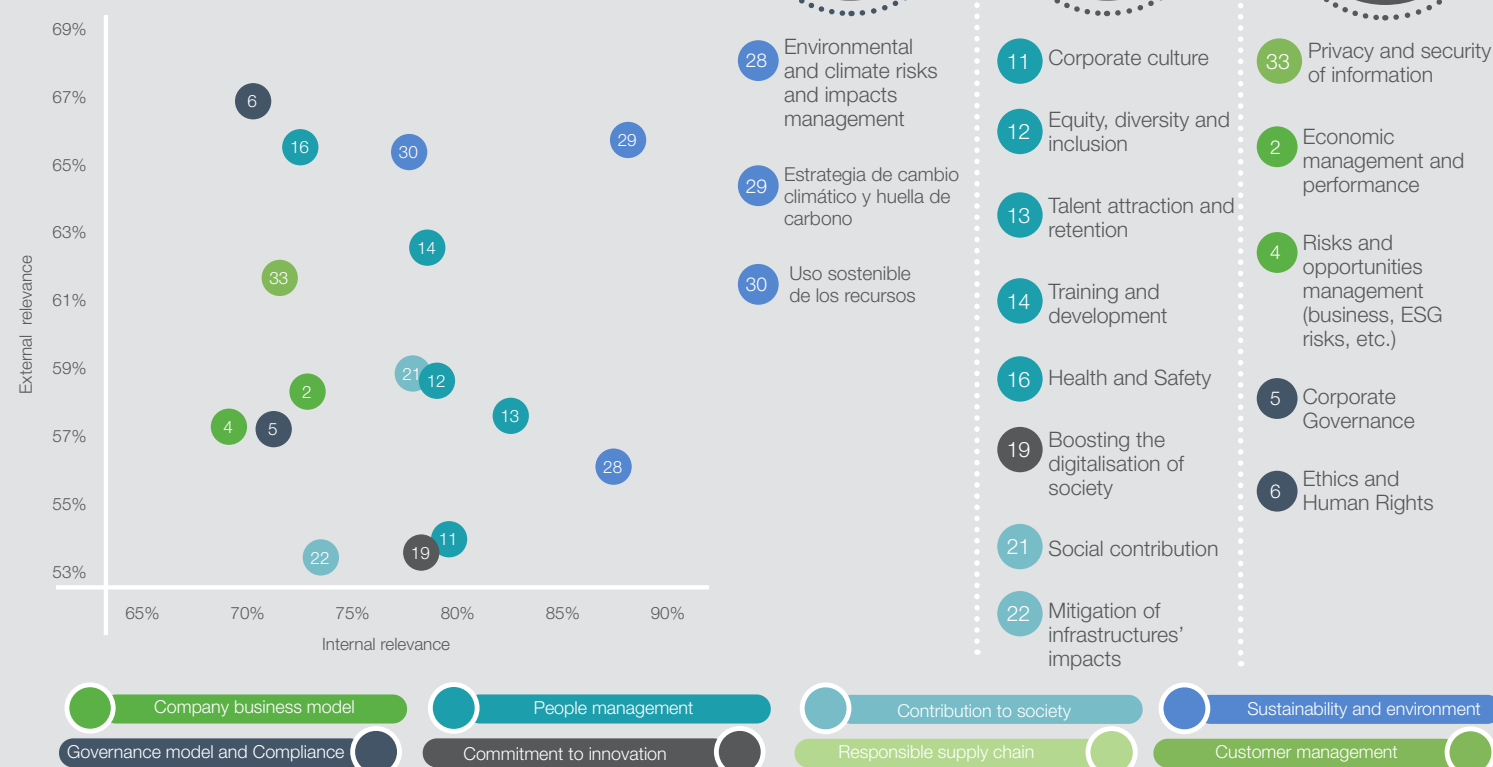 69%
67%
65%
63%
61%
59%
57%
55%
53%
External relevance
6
16
30
29
14
33
21
12
2
13
4
5
28
11
19
22
65%
70%
75%
80%
85%
90%
Internal relevance
28
Environmental
and climate risks
and impacts
management
29
Estrategia de cambio
climático y huella de
carbono
30
Uso sostenible
de los recursos
11
Corporate culture
12
Equity, diversity and
inclusion
13
Talent attraction and
retention
14
Training and
development
16
Health and Safety
19
Boosting the
digitalisation of
society
21
Social contribution
22
Mitigation of
infrastructures’
impacts
33
Privacy and security
of information
2
Economic
management and
performance
4
Risks and
opportunities
management
(business, ESG
risks, etc.)
5
Corporate
Governance
6
Ethics and
Human Rights
Company business model
People management
Contribution to society
Sustainability and environment
Governance model and Compliance
Commitment to innovation
Responsible supply chain
Customer management